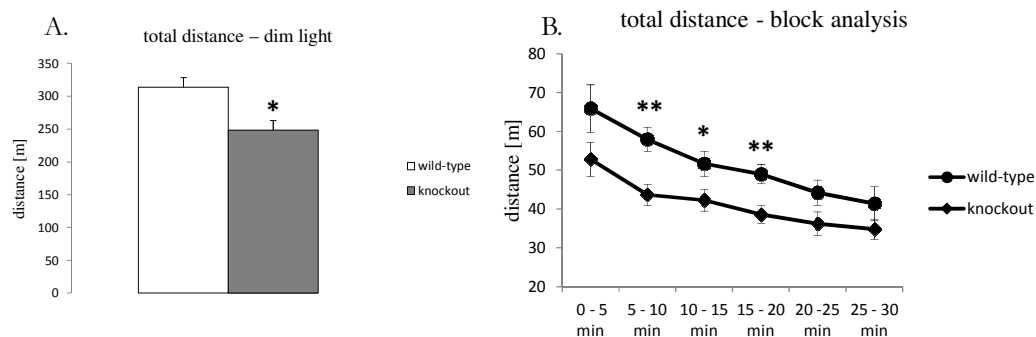 A.
total distance – dim light
distance [m]
350
300
250
200
150
100
50
0
*
wild-type
knockout
B.
total distance - block analysis
distance [m]
80
70
60
50
40
30
20
**
*
**
0 - 5 5 - 10 10 - 15 15 - 20 20 -25 25 - 30
min min min min min min
wild-type
knockout